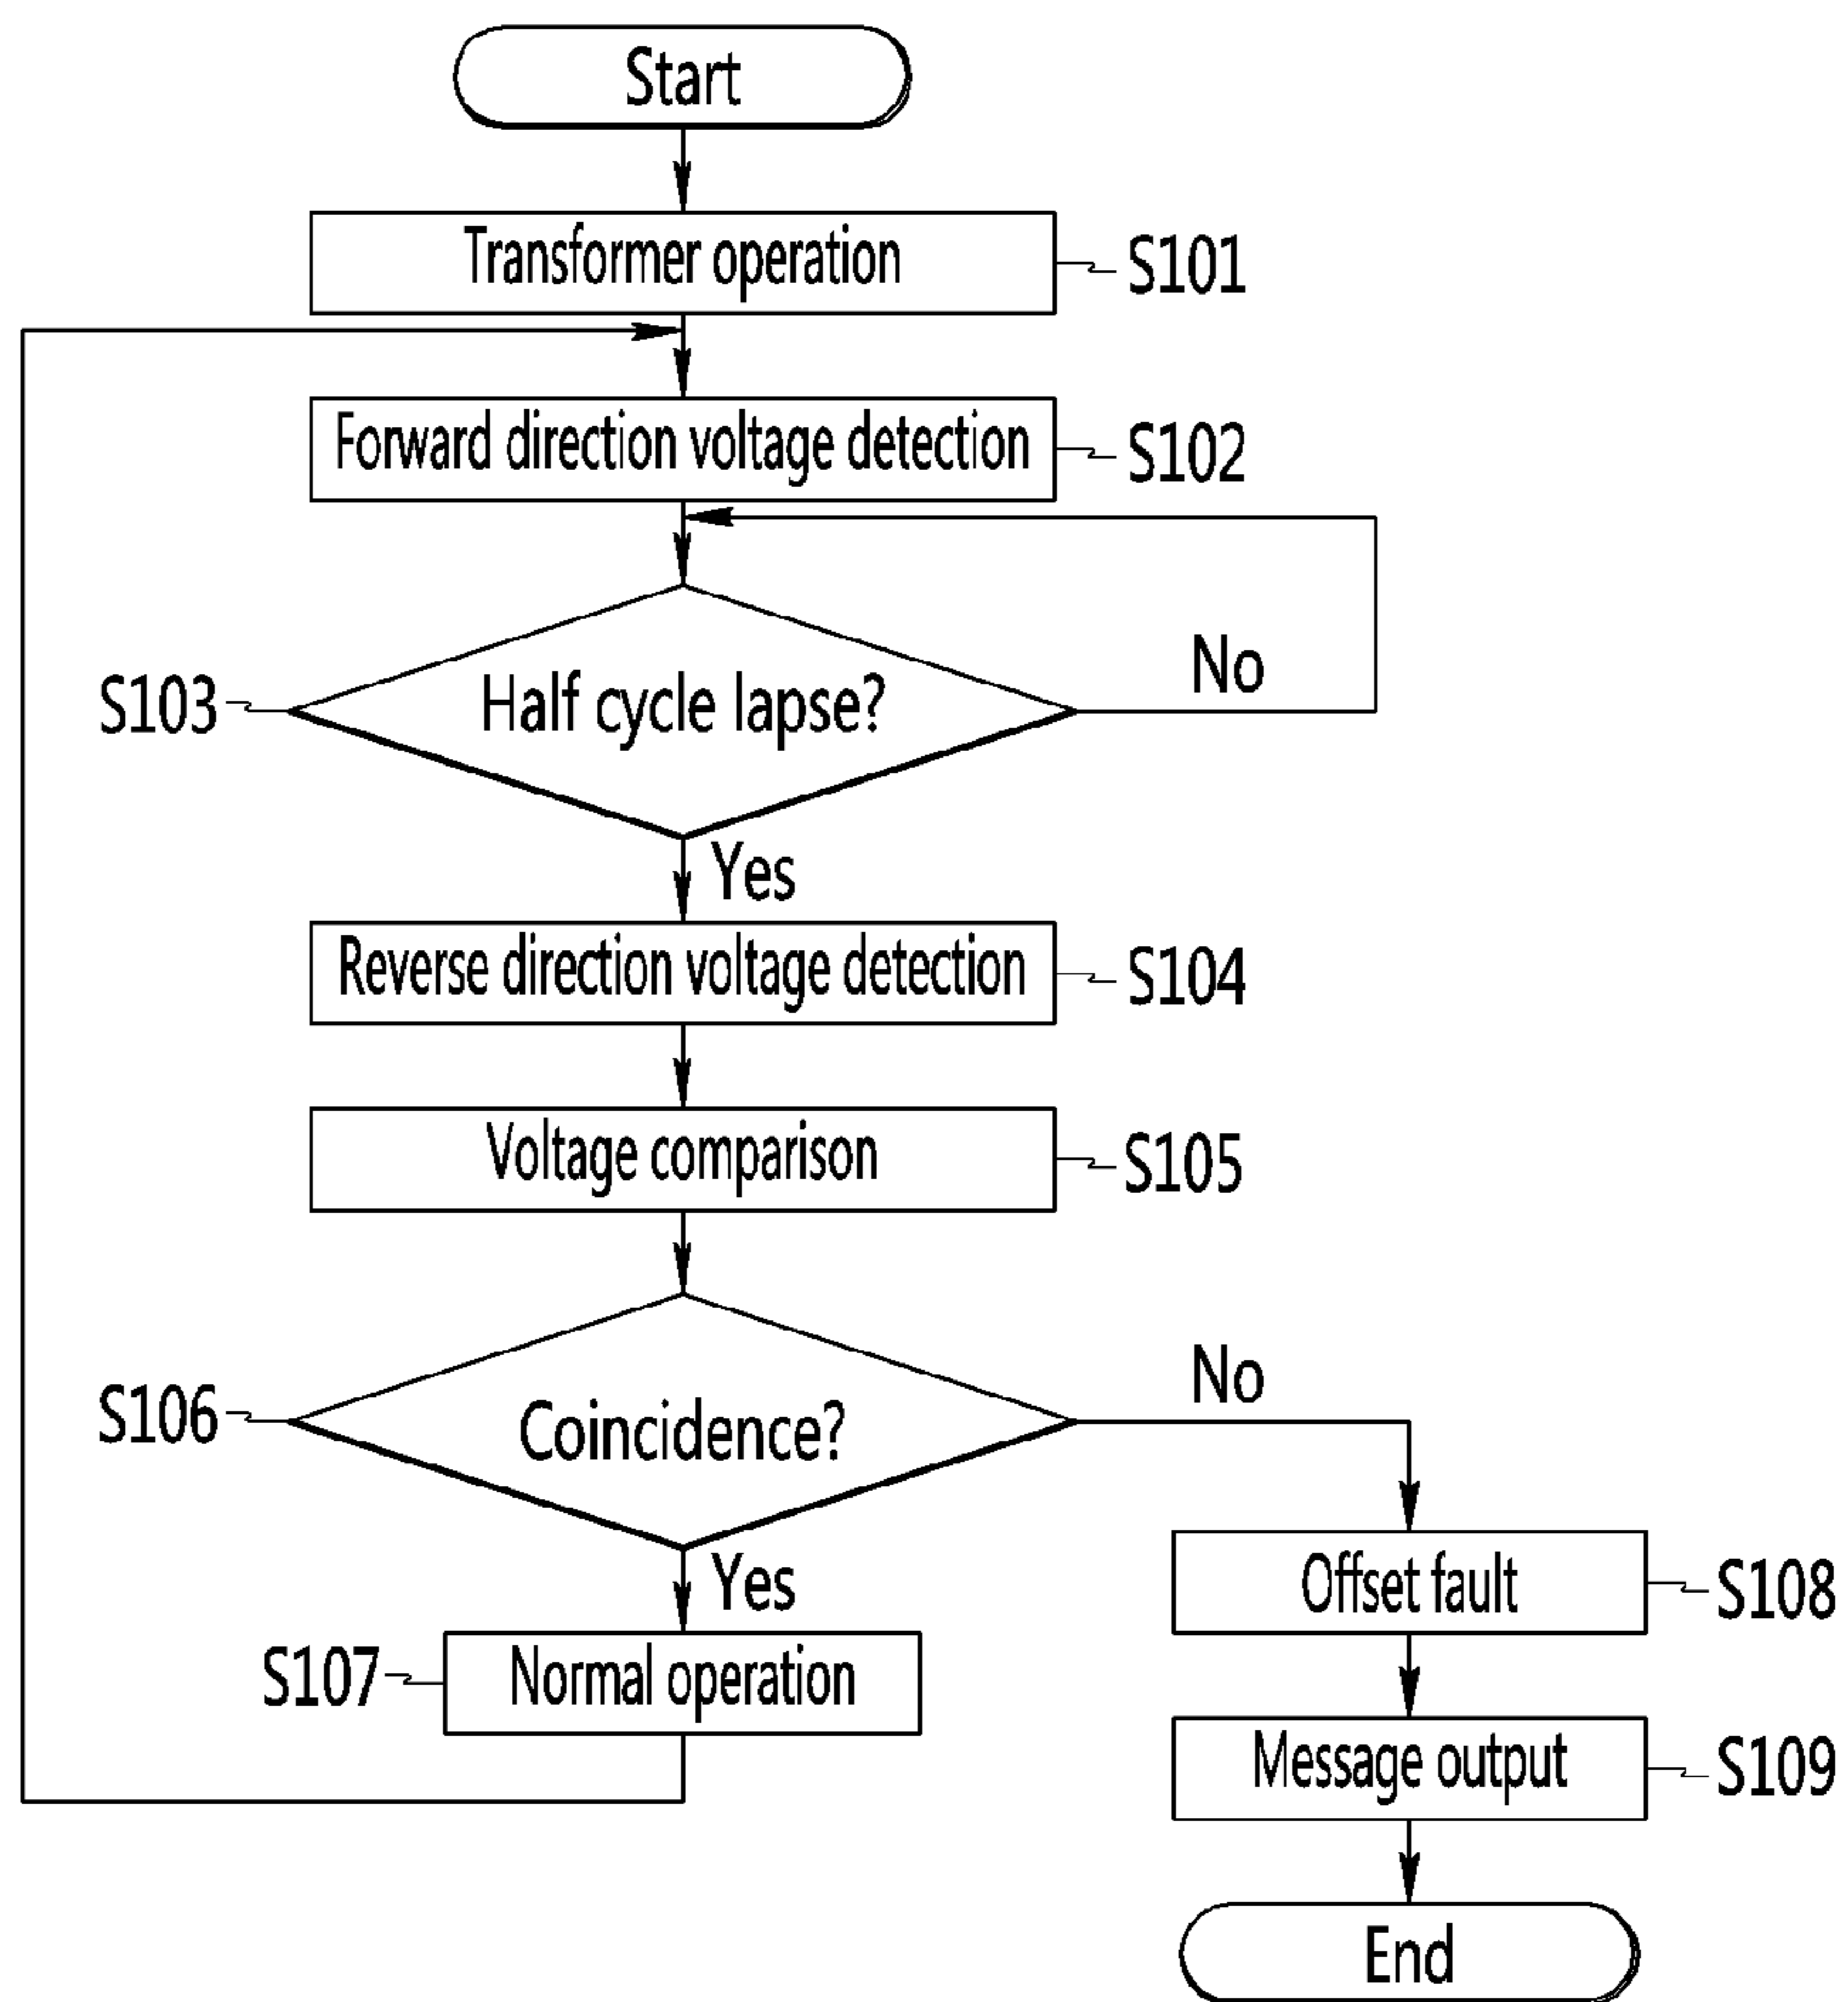 Start
Transformer operation
S101
Forward direction voltage detection
S102
No
S103
Half cycle lapse?
Yes
Reverse direction voltage detection
S104
Voltage comparison
S105
No
S106
Coincidence?
Yes
Offset fault
S108
S107
Normal operation
Message output
S109
End